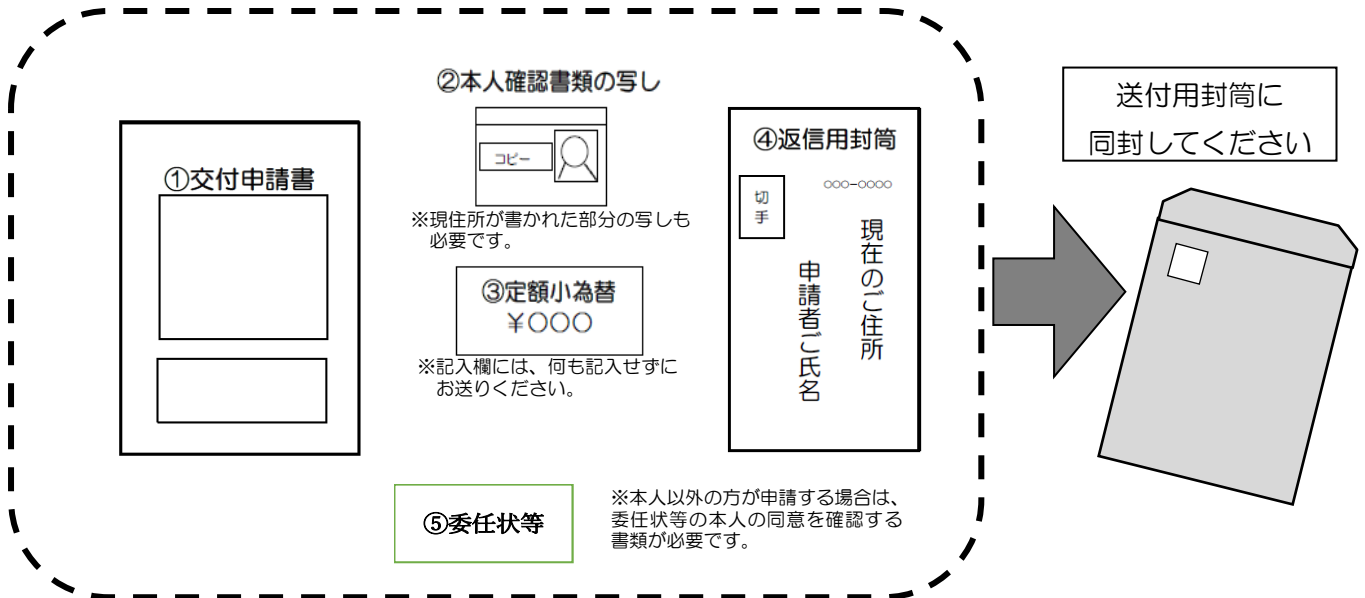 ①交付申請書
②本人確認書類の写し
コピー
※現住所が書かれた部分の写しも
必要です。
③定額小為替
￥○○○
※記入欄には、何も記入せずに
お送りください。
④返信用封筒
切手
○○○-○○○○
現在のご住所
申請者ご氏名
⑤委任状等
※本人以外の方が申請する場合は、
委任状等の本人の同意を確認する
書類が必要です。
送付用封筒に
同封してください